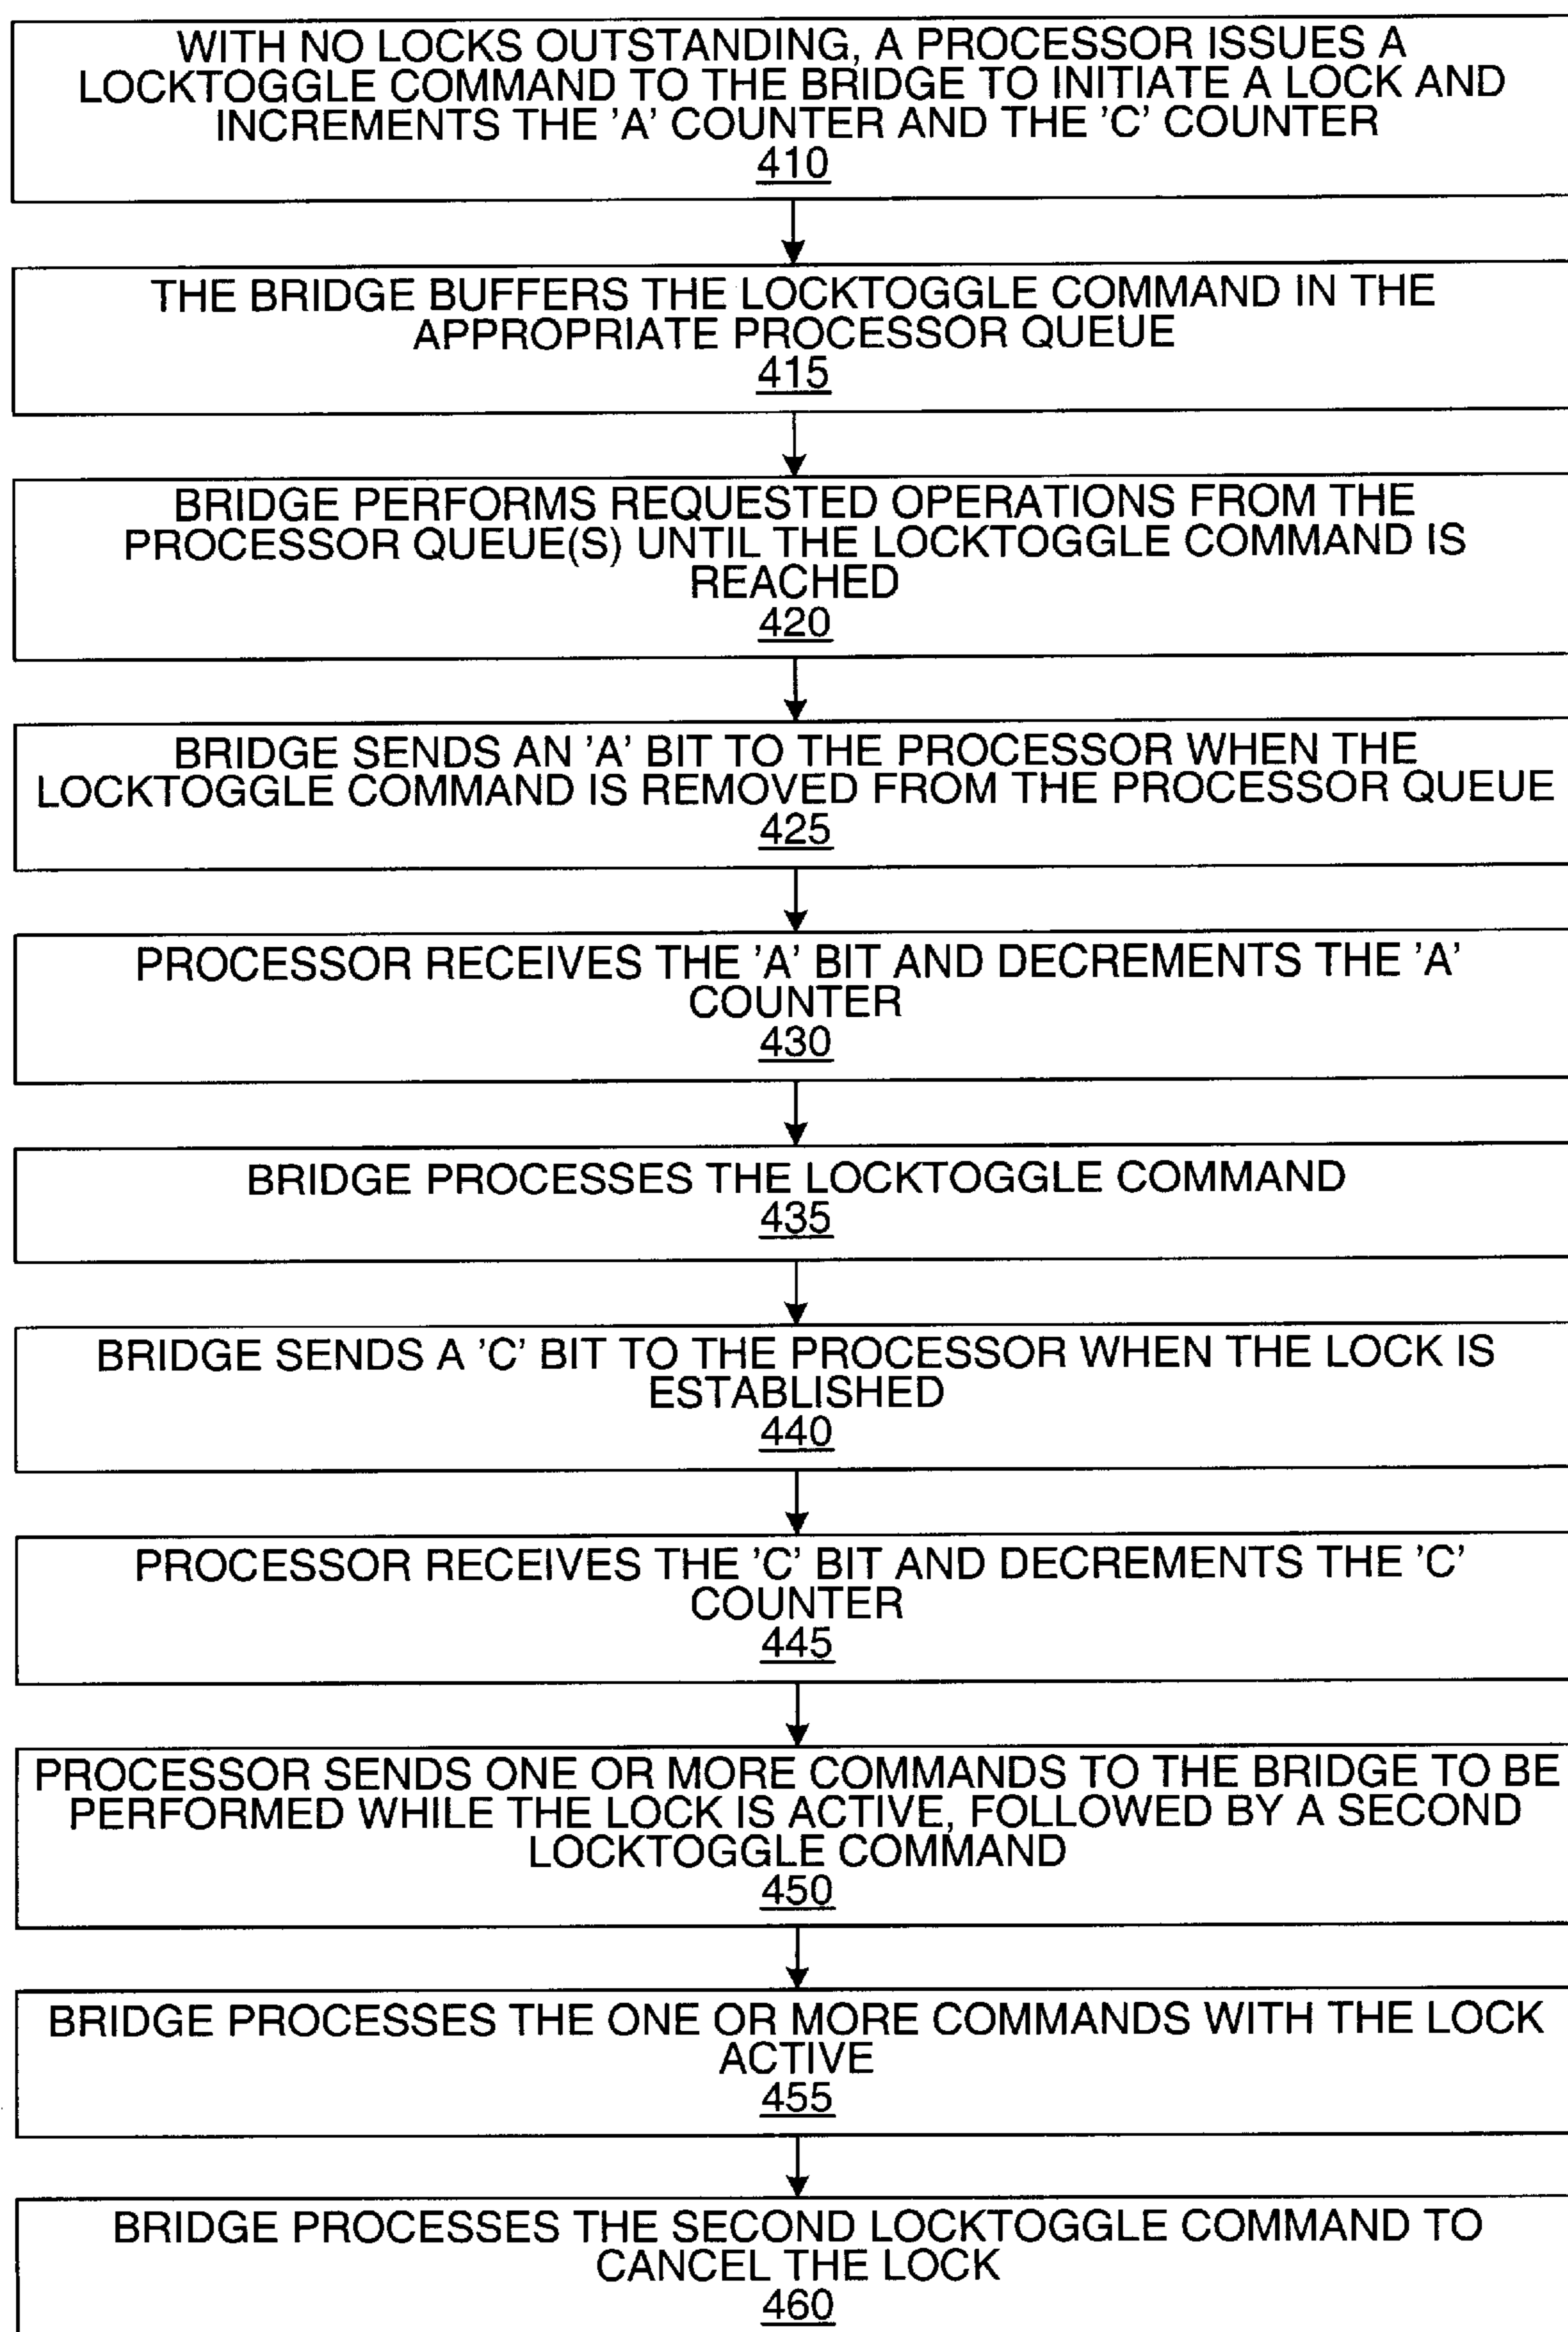 WITH NO LOCKS OUTSTANDING, A PROCESSOR ISSUES A
LOCKTOGGLE COMMAND TO THE BRIDGE TO INITIATE A LOCK AND
INCREMENTS THE 'A' COUNTER AND THE 'C' COUNTER
410
THE BRIDGE BUFFERS THE LOCKTOGGLE COMMAND IN THE
APPROPRIATE PROCESSOR QUEUE
415
BRIDGE PERFORMS REQUESTED OPERATIONS FROM THE
PROCESSOR QUEUE(S) UNTIL THE LOCKTOGGLE COMMAND IS
REACHED
420
BRIDGE SENDS AN 'A' BIT TO THE PROCESSOR WHEN THE
LOCKTOGGLE COMMAND IS REMOVED FROM THE PROCESSOR QUEUE
425
PROCESSOR RECEIVES THE 'A' BIT AND DECREMENTS THE 'A'
COUNTER
430
BRIDGE PROCESSES THE LOCKTOGGLE COMMAND
435
BRIDGE SENDS A 'C' BIT TO THE PROCESSOR WHEN THE LOCK IS
ESTABLISHED
440
PROCESSOR RECEIVES THE 'C' BIT AND DECREMENTS THE 'C'
COUNTER
445
PROCESSOR SENDS ONE OR MORE COMMANDS TO THE BRIDGE TO BE
PERFORMED WHILE THE LOCK IS ACTIVE, FOLLOWED BY A SECOND
LOCKTOGGLE COMMAND
450
BRIDGE PROCESSES THE ONE OR MORE COMMANDS WITH THE LOCK
ACTIVE
455
BRIDGE PROCESSES THE SECOND LOCKTOGGLE COMMAND TO
CANCEL THE LOCK
460